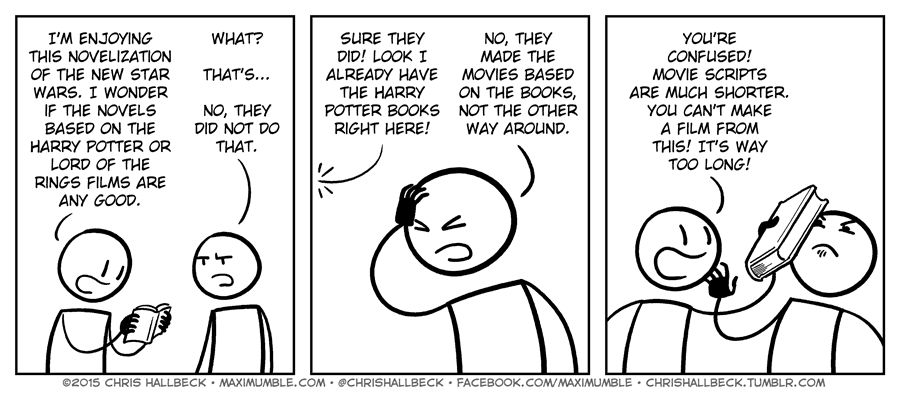 I'M ENJOYING
THIS NOVELIZATION
OF THE NEW STAR
WARS. I WONDER
IF THE NOVELS
BASED ON THE
HARRY POTTER OR
LORD OF THE
RINGS FILMS ARE
ANY GOOD.
WHAT?
THAT'S...
NO, THEY
DID NOT DO
THAT.
SURE THEY
DID! LOOK I
ALREADY HAVE
THE HARRY
POTTER BOOKS
RIGHT HERE!
NO, THEY
MADE THE
MOVIES BASED
ON THE BOOKS,
NOT THE OTHER
WAY AROUND.
YOU'RE
CONFUSED!
MOVIE SCRIPTS
ARE MUCH SHORTER.
YOU CAN'T MAKE
A FILM FROM
THIS! IT'S WAY
TOO LONG!
©2015 CHRIS HALLBECK • MAXIMUMBLE.COM • @CHRISHALLBECK • FACEBOOK.COM/MAXIMUMBLE • CHRISHALLBECK.TUMBLR.COM